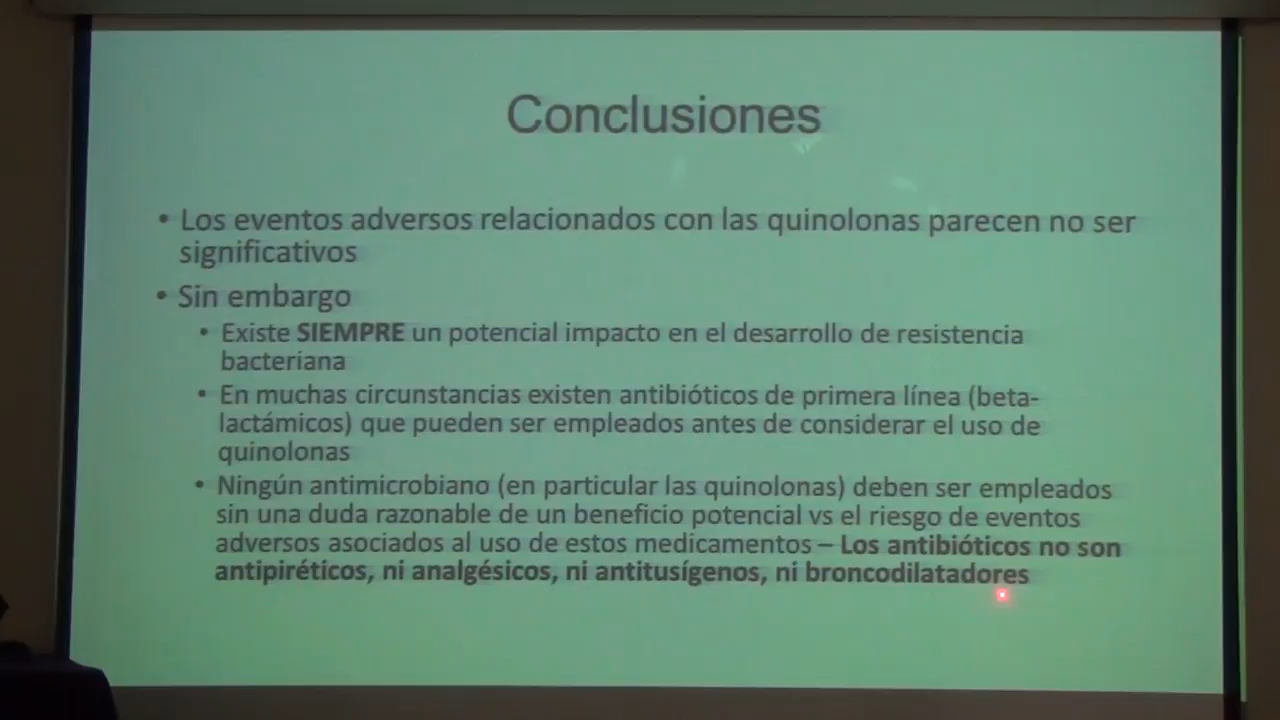 Conclusiones
• Los eventos adversos relacionados con las quinolonas parecen no ser
significativos
• Sin embargo
• Existe SIEMPRE un potencial impacto en el desarrollo de resistencia
bacteriana
• En muchas circunstancias existen antibióticos de primera línea (beta-
lactámicos) que pueden ser empleados antes de considerar el uso de
quinolonas
• Ningún antimicrobiano (en particular las quinolonas) deben ser empleados
sin una duda razonable de un beneficio potencial vs el riesgo de eventos
adversos asociados al uso de estos medicamentos – Los antibióticos no son
antipiréticos, ni analgésicos, ni antitusígenos, ni broncodilatadores